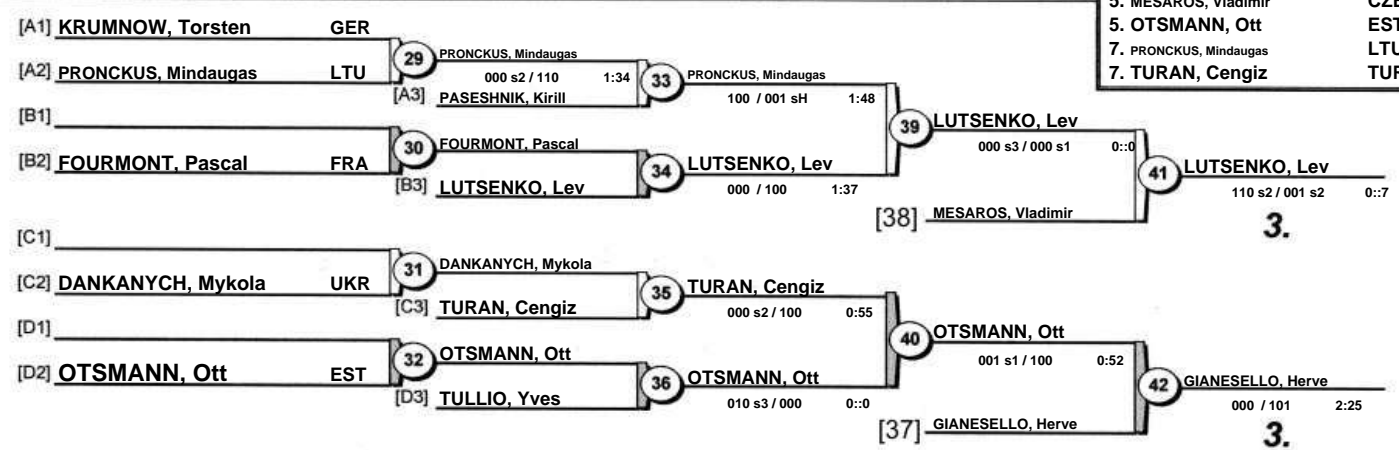 5. MESAROS, Vladimir CZE
5. OTSMANN, Ott EST
7. PRONCKUS, Mindaugas LTU
7. TURAN, Cengiz TUR
[A1] KRUMNOW, Torsten GER
29
PRONCKUS, Mindaugas
[A2] PRONCKUS, Mindaugas LTU
000 s2 / 110 1:34
33
PRONCKUS, Mindaugas
[A3] PASESHNIK, Kirill
100 / 001 sH 1:48
[B1]
39
LUTSENKO, Lev
30
FOURMONT, Pascal
000 s3 / 000 s1 0::0
[B2] FOURMONT, Pascal FRA
34
LUTSENKO, Lev
41
LUTSENKO, Lev
[B3] LUTSENKO, Lev
000 / 100 1:37
110 s2 / 001 s2 0::7
[38] MESAROS, Vladimir
3.
[C1]
31
DANKANYCH, Mykola
[C2] DANKANYCH, Mykola UKR
35
TURAN, Cengiz
[C3] TURAN, Cengiz
000 s2 / 100 0:55
[D1]
40
OTSMANN, Ott
32
OTSMANN, Ott
001 s1 / 100 0:52
[D2] OTSMANN, Ott EST
36
OTSMANN, Ott
42
GIANESELLO, Herve
[D3] TULLIO, Yves
010 s3 / 000 0::0
000 / 101 2:25
[37] GIANESELLO, Herve
3.